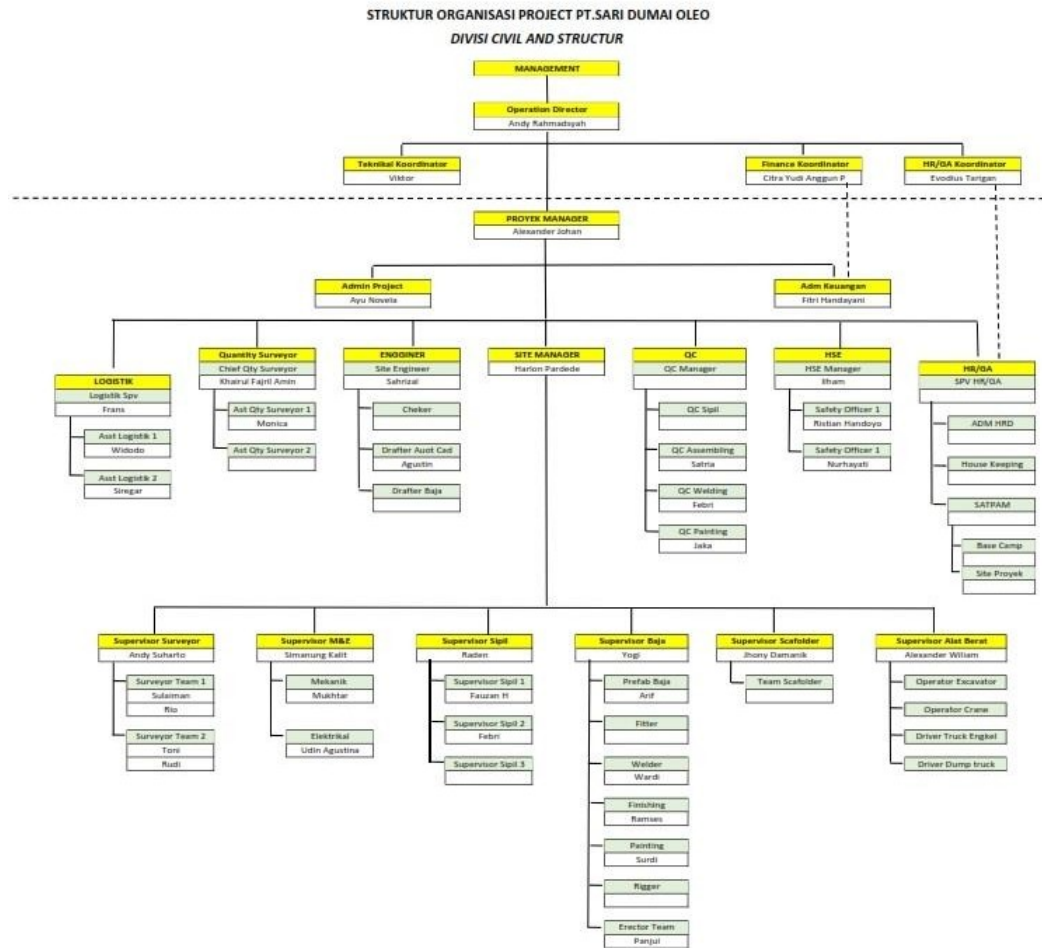 STRUKTUR ORGANISASI PROJECT PT.SARI DUMAI OLEO
DIVISI CIVIL AND STRUCTUR
MANAGEMENT
Operation Director
Andy Rahmadsyah
Teknikal Koordinator
Viktor
Finance Koordinator
Citra Yudi Anggun P
HR/GA Koordinator
Evodius Tarigan
PROYEK MANAGER
Alexander Johan
Admin Project
Ayu Novela
Adm Keuangan
Fitri Handayani
LOGISTIK
Logistik Spv
Frans
Asst Logistik 1
Widodo
Asst Logistik 2
Siregar
Quantity Surveyor
Chief Qty Surveyor
Khairul Fajril Amin
Ast Qty Surveyor 1
Monica
Ast Qty Surveyor 2
ENGGINER
Site Engineer
Sahrizal
Cheker
Drafter Auot Cad
Agustin
Drafter Baja
SITE MANAGER
Harlon Pardede
QC
QC Manager
QC Sipil
QC Assembling
Satria
QC Welding
Febri
QC Painting
Jaka
HSE
HSE Manager
Ilham
Safety Officer 1
Ristian Handoyo
Safety Officer 1
Nurhayati
HR/GA
SPV HR/GA
ADM HRD
House Keeping
SATPAM
Base Camp
Site Proyek
Supervisor Surveyor
Andy Suharto
Surveyor Team 1
Sulaiman
Rio
Surveyor Team 2
Toni
Rudi
Supervisor M&E
Simanung Kalit
Mekanik
Mukhtar
Elektrikal
Udin Agustina
Supervisor Sipil
Raden
Supervisor Sipil 1
Fauzan H
Supervisor Sipil 2
Febri
Supervisor Sipil 3
Supervisor Baja
Yogi
Prefab Baja
Arif
Fitter
Welder
Wardi
Finishing
Ramses
Painting
Surdi
Rigger
Erector Team
Panjul
Supervisor Scafolder
Jhony Damanik
Team Scafolder
Supervisor Alat Berat
Alexander Wiliam
Operator Excavator
Operator Crane
Driver Truck Engkel
Driver Dump truck